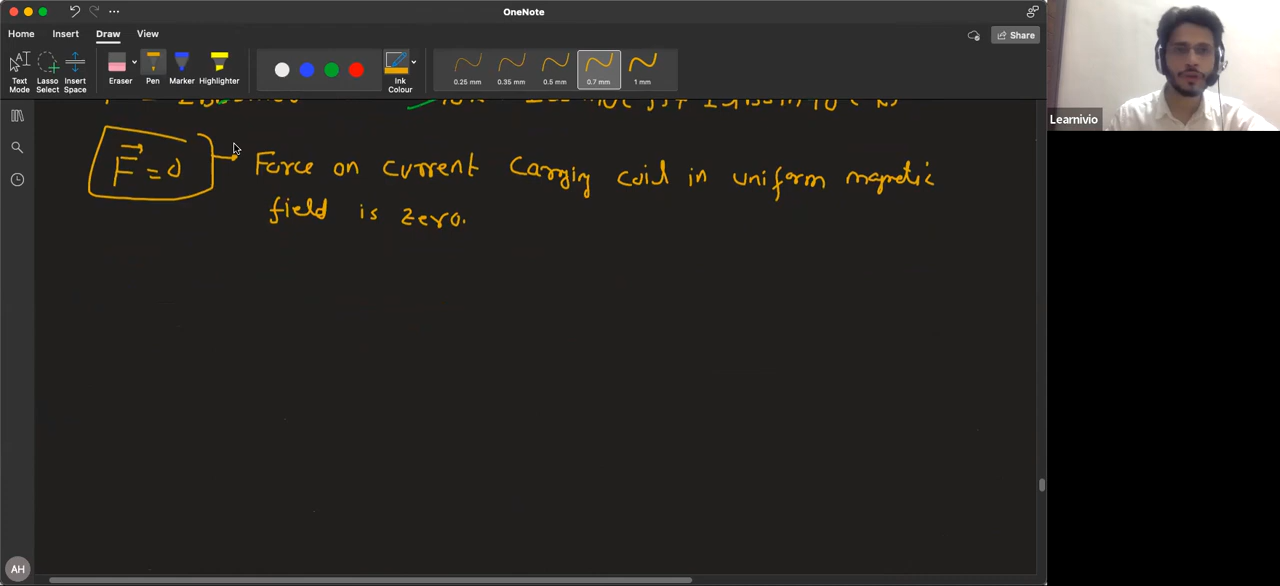 OneNote
Home Insert Draw View
Share
Text Mode
Lasso Select
Insert Space
Eraser
Pen
Marker
Highlighter
Ink Colour
0.25 mm
0.35 mm
0.5 mm
0.7 mm
1 mm
Learnivio
F = 0 Force on current Carrying coil in uniform magnetic
field is zero.
AH